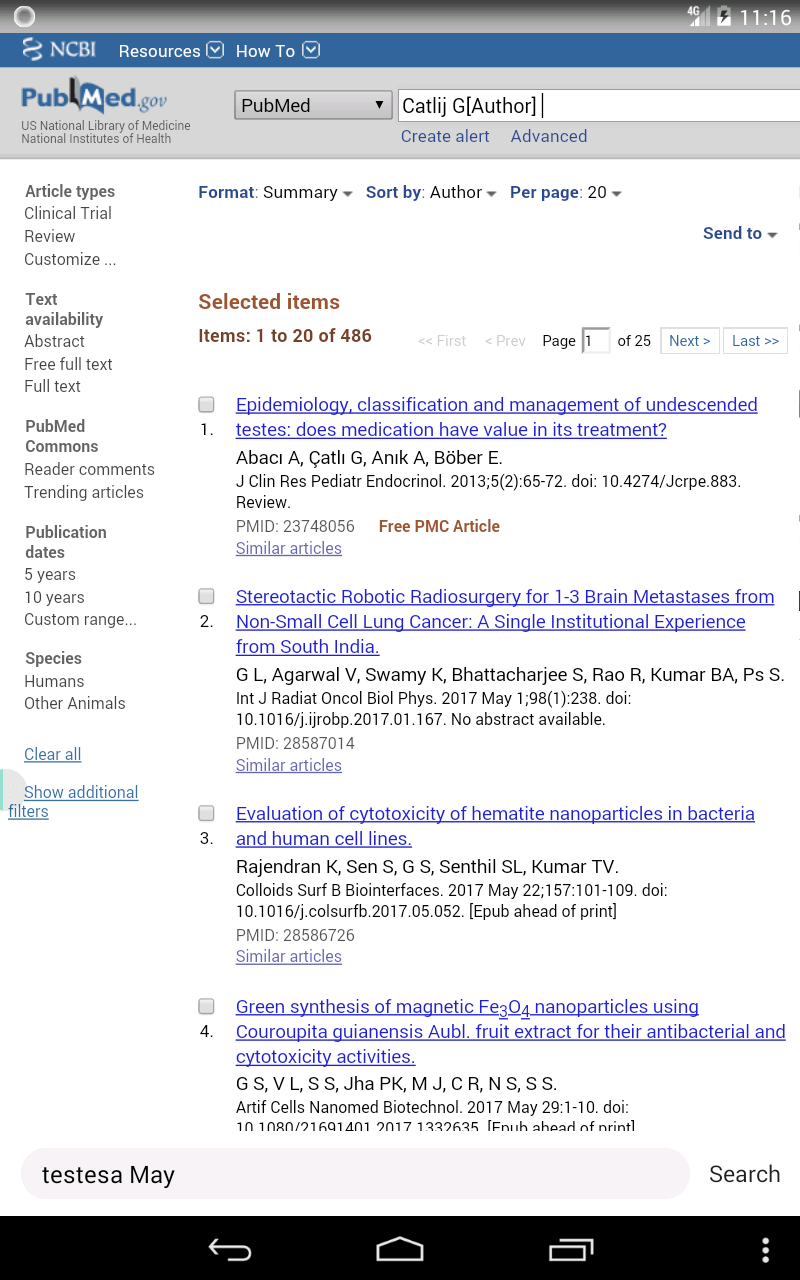 4G 11:16
NCBI Resources How To
PubMed.gov
US National Library of Medicine
National Institutes of Health
PubMed
Catlij G[Author]
Create alert Advanced
Article types
Clinical Trial
Review
Customize ...
Text
availability
Abstract
Free full text
Full text
PubMed
Commons
Reader comments
Trending articles
Publication
dates
5 years
10 years
Custom range...
Species
Humans
Other Animals
Clear all
Show additional
filters
Format: Summary Sort by: Author Per page: 20
Send to
Selected items
Items: 1 to 20 of 486
<< First < Prev Page 1 of 25 Next > Last >>
Epidemiology, classification and management of undescended
1. testes: does medication have value in its treatment?
Abacı A, Çatlı G, Anık A, Böber E.
J Clin Res Pediatr Endocrinol. 2013;5(2):65-72. doi: 10.4274/Jcrpe.883.
Review.
PMID: 23748056 Free PMC Article
Similar articles
Stereotactic Robotic Radiosurgery for 1-3 Brain Metastases from
2. Non-Small Cell Lung Cancer: A Single Institutional Experience
from South India.
G L, Agarwal V, Swamy K, Bhattacharjee S, Rao R, Kumar BA, Ps S.
Int J Radiat Oncol Biol Phys. 2017 May 1;98(1):238. doi:
10.1016/j.ijrobp.2017.01.167. No abstract available.
PMID: 28587014
Similar articles
Evaluation of cytotoxicity of hematite nanoparticles in bacteria
3. and human cell lines.
Rajendran K, Sen S, G S, Senthil SL, Kumar TV.
Colloids Surf B Biointerfaces. 2017 May 22;157:101-109. doi:
10.1016/j.colsurfb.2017.05.052. [Epub ahead of print]
PMID: 28586726
Similar articles
Green synthesis of magnetic Fe3O4 nanoparticles using
4. Couroupita guianensis Aubl. fruit extract for their antibacterial and
cytotoxicity activities.
G S, V L, S S, Jha PK, M J, C R, N S, S S.
Artif Cells Nanomed Biotechnol. 2017 May 29:1-10. doi:
10.1080/21691401.2017.1332635. [Epub ahead of print]
testesa May Search